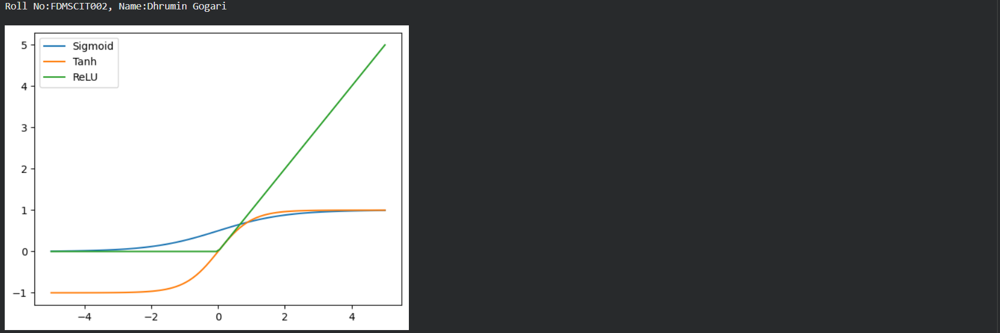 Roll No:FDMSCIT002, Name:Dhrumin Gogari
Sigmoid
Tanh
ReLU
5
4
3
2
1
0
−1
−4 −2 0 2 4